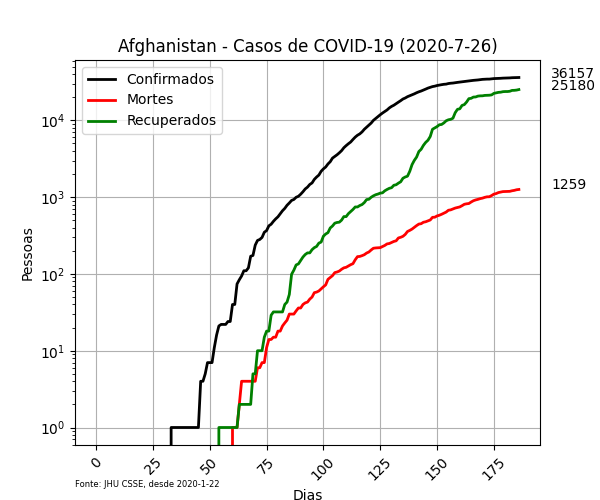 Afghanistan - Casos de COVID-19 (2020-7-26)
Confirmados
Mortes
Recuperados
36157
25180
1259
Pessoas
10⁴
10³
10²
10¹
10⁰
0 25 50 75 100 125 150 175
Fonte: JHU CSSE, desde 2020-1-22
Dias